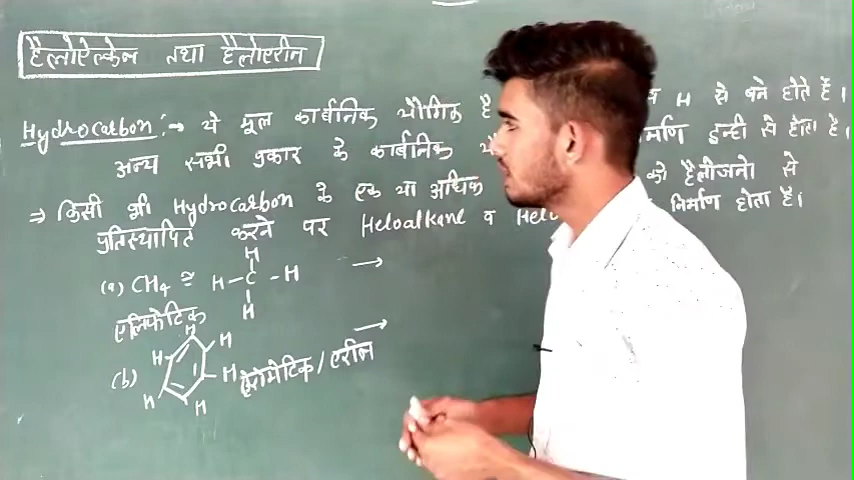 हैलोऐल्केन तथा हैलोएरीन
Hydrocarbon :→ ये मूल कार्बनिक यौगिक है H से बने होते हैं।
अन्य सभी प्रकार के कार्बनिक इन्ही से होता है।
⇒ किसी भी Hydrocarbon के एक या अधिक को हैलोजनो से
प्रतिस्थापित करने पर Heloalkane व निर्माण होता है।
H
(a) CH4 ≅ H-C-H →
H
एलिफेटिक
H H
H →
(b) H ऐरोमेटिक/एरीन
H H